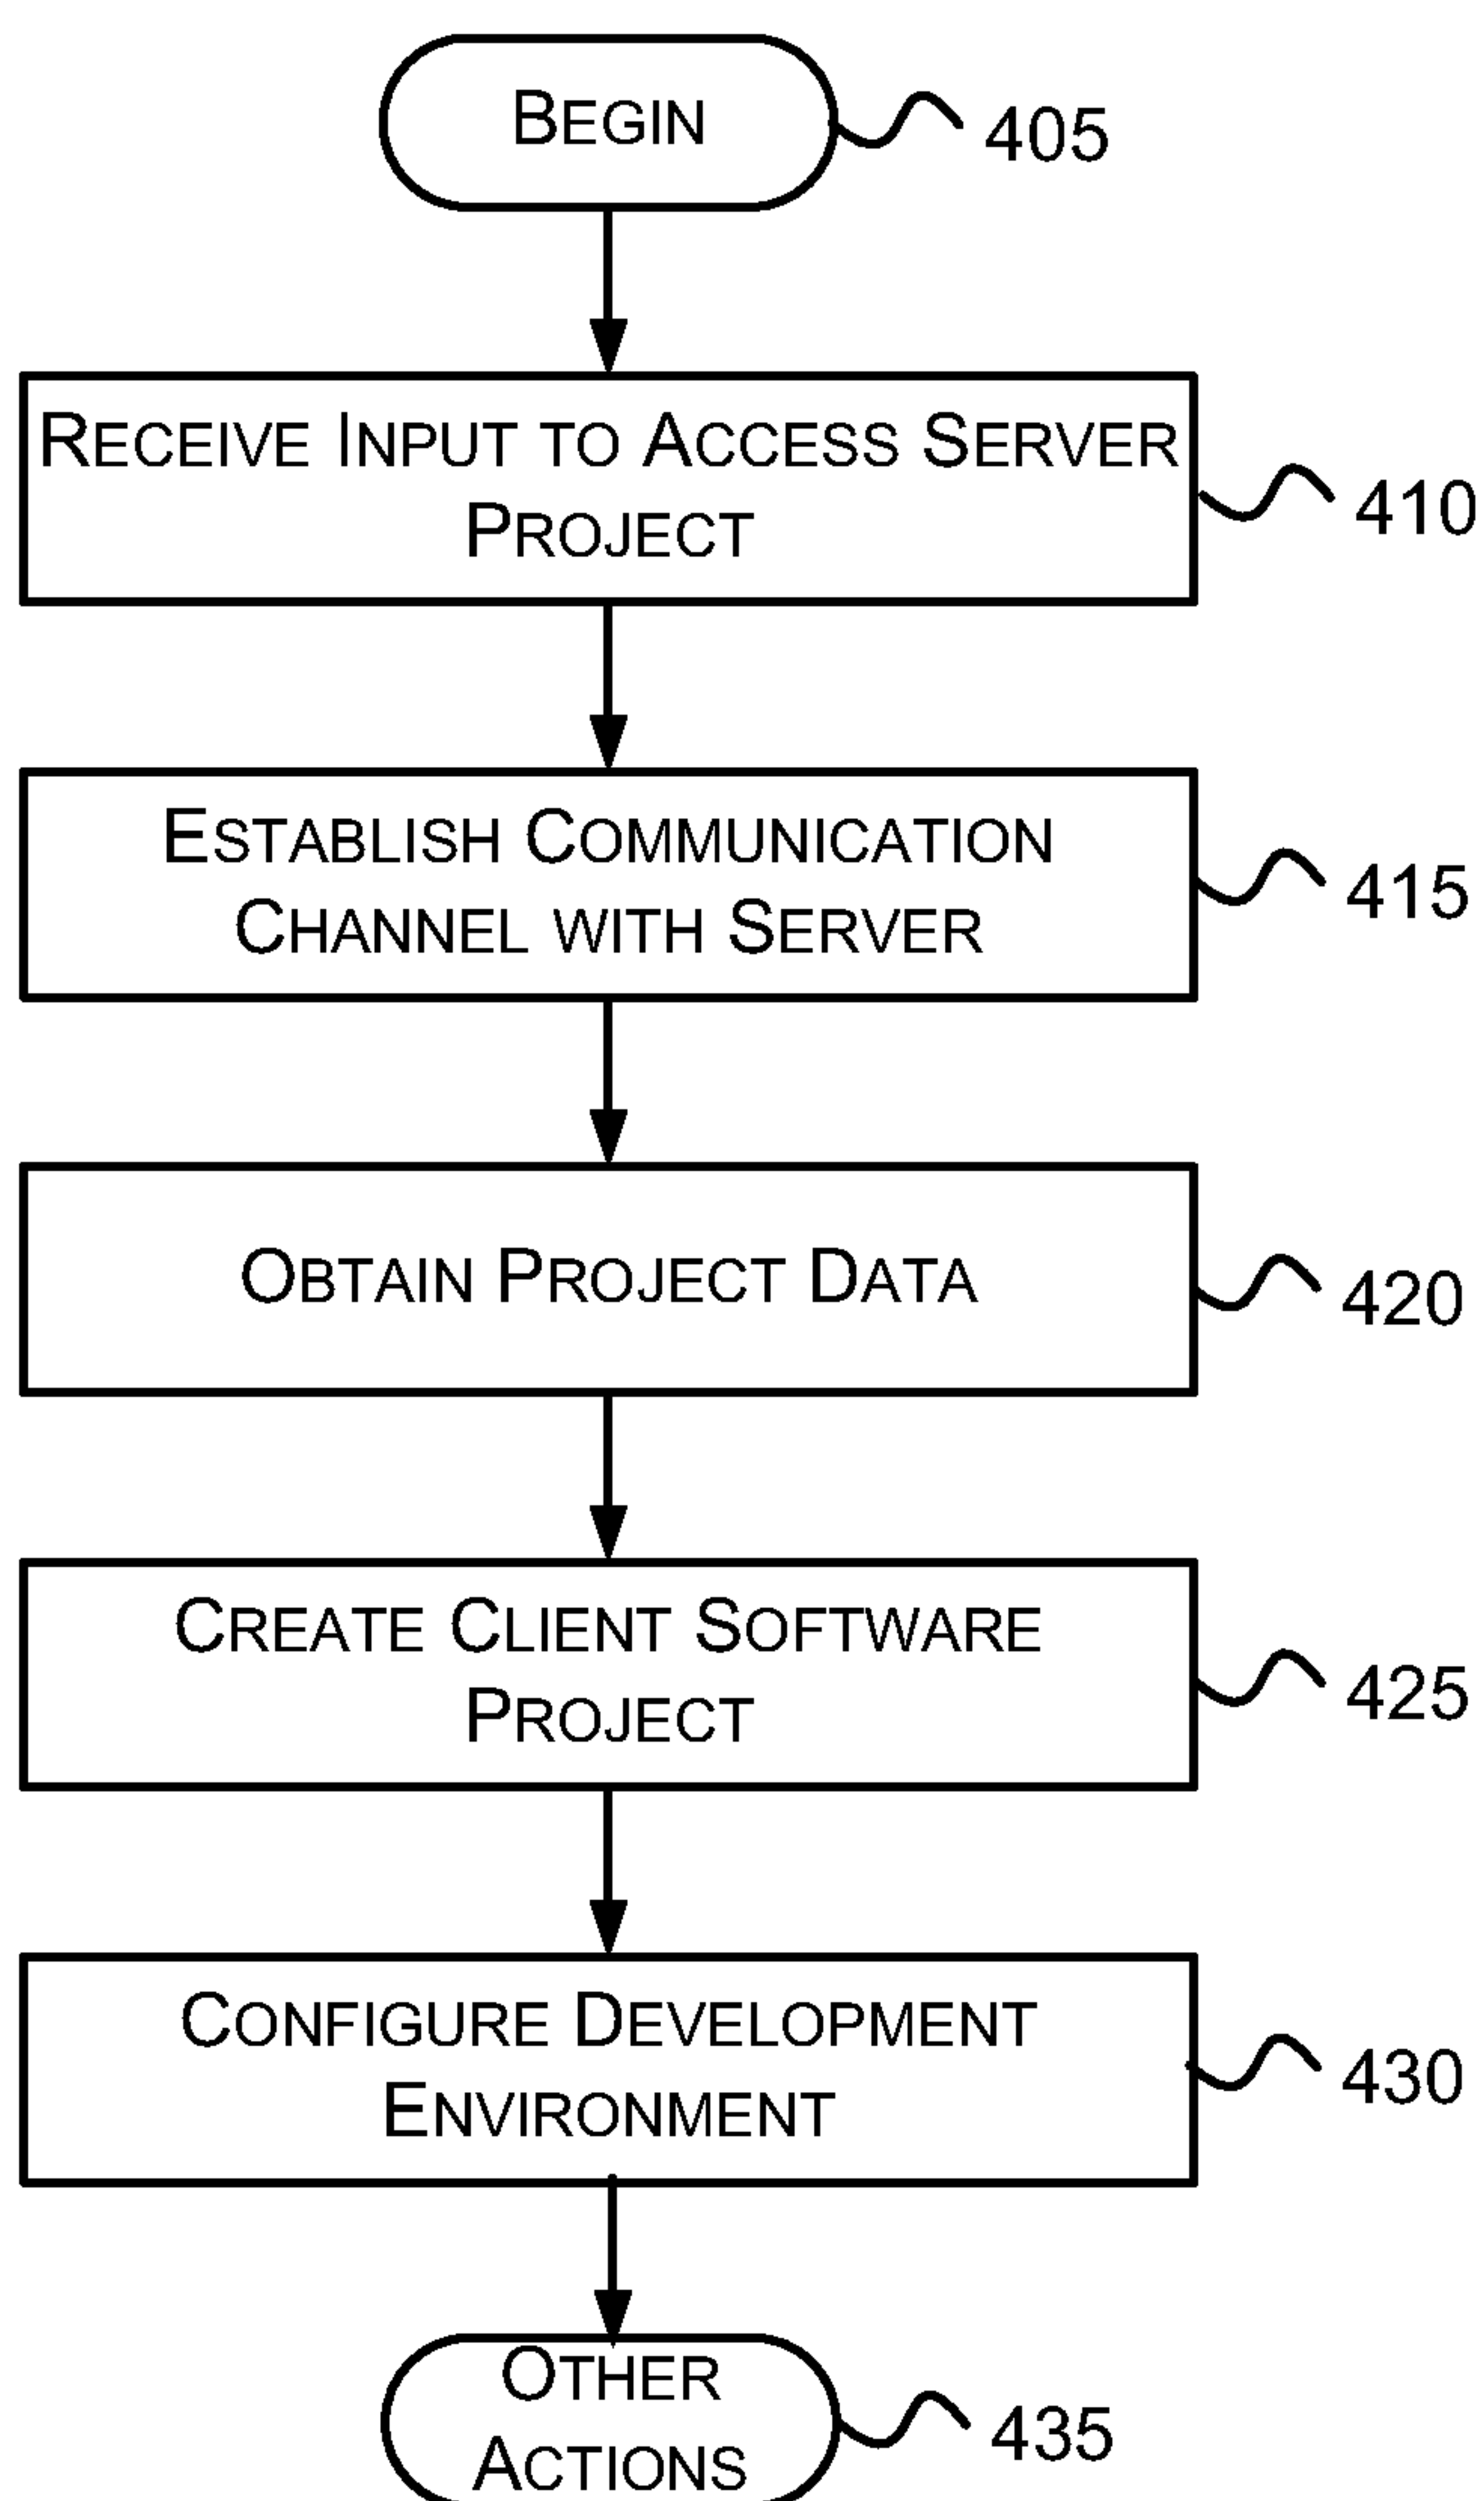 BEGIN
405
RECEIVE INPUT TO ACCESS SERVER
PROJECT
410
ESTABLISH COMMUNICATION
CHANNEL WITH SERVER
415
OBTAIN PROJECT DATA
420
CREATE CLIENT SOFTWARE
PROJECT
425
CONFIGURE DEVELOPMENT
ENVIRONMENT
430
OTHER
ACTIONS
435